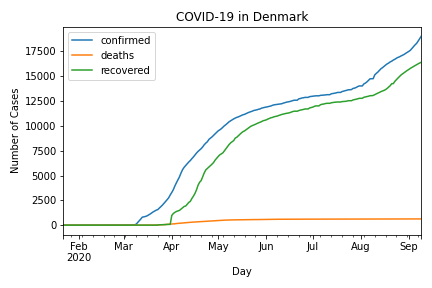 COVID-19 in Denmark
confirmed
deaths
recovered
Number of Cases
17500
15000
12500
10000
7500
5000
2500
0
Feb Mar Apr May Jun Jul Aug Sep
2020
Day